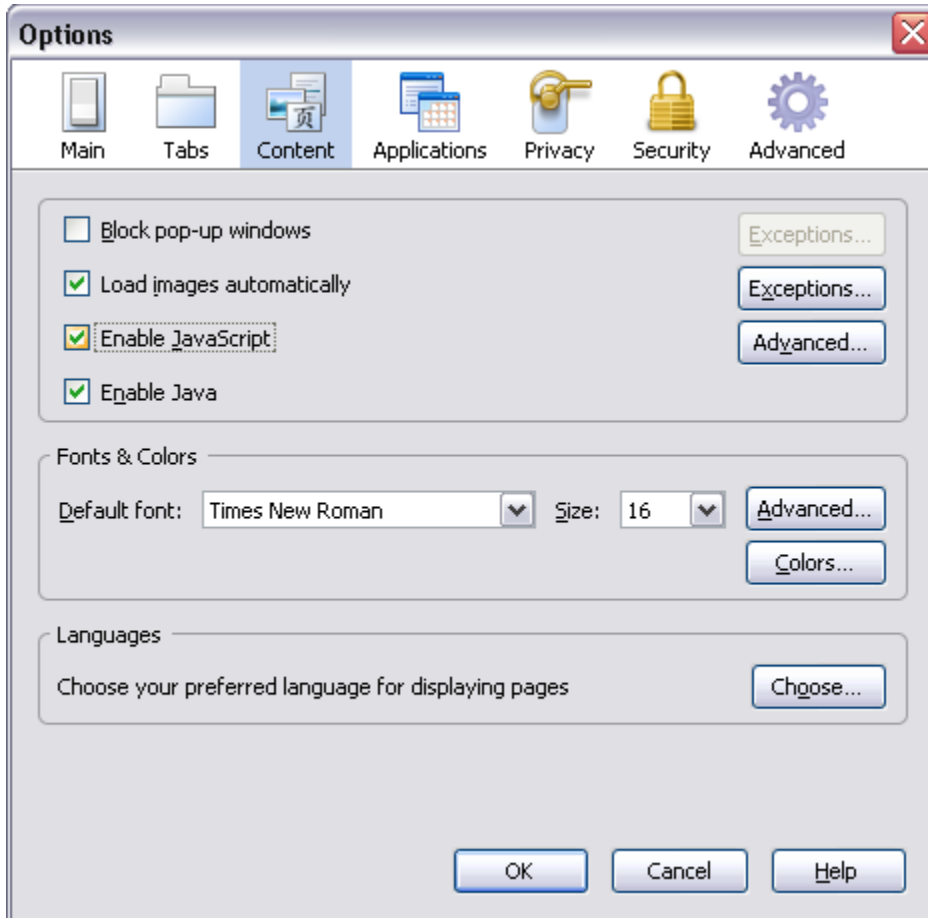 Options
Main Tabs Content Applications Privacy Security Advanced
页
Block pop-up windows Exceptions...
Load images automatically Exceptions...
Enable JavaScript Advanced...
Enable Java
Fonts & Colors
Default font: Times New Roman Size: 16 Advanced...
Colors...
Languages
Choose your preferred language for displaying pages Choose...
OK Cancel Help